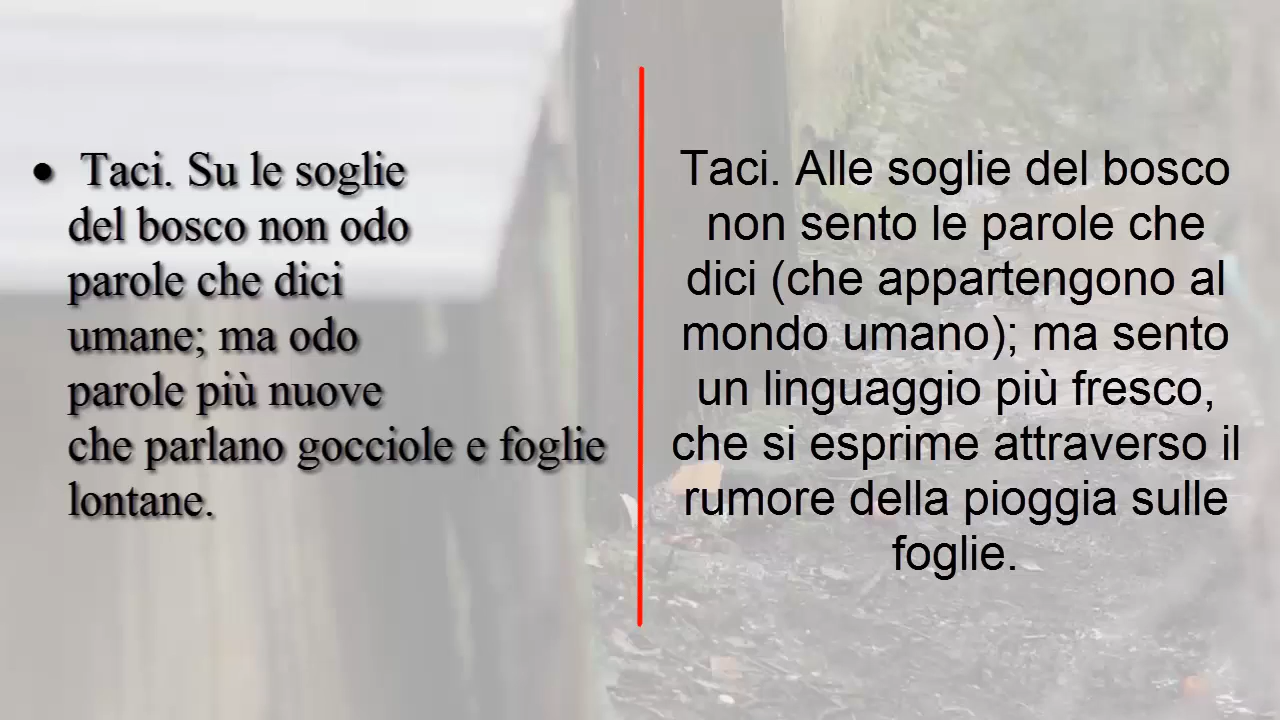 • Taci. Su le soglie
del bosco non odo
parole che dici
umane; ma odo
parole più nuove
che parlano gocciole e foglie
lontane.
Taci. Alle soglie del bosco
non sento le parole che
dici (che appartengono al
mondo umano); ma sento
un linguaggio più fresco,
che si esprime attraverso il
rumore della pioggia sulle
foglie.